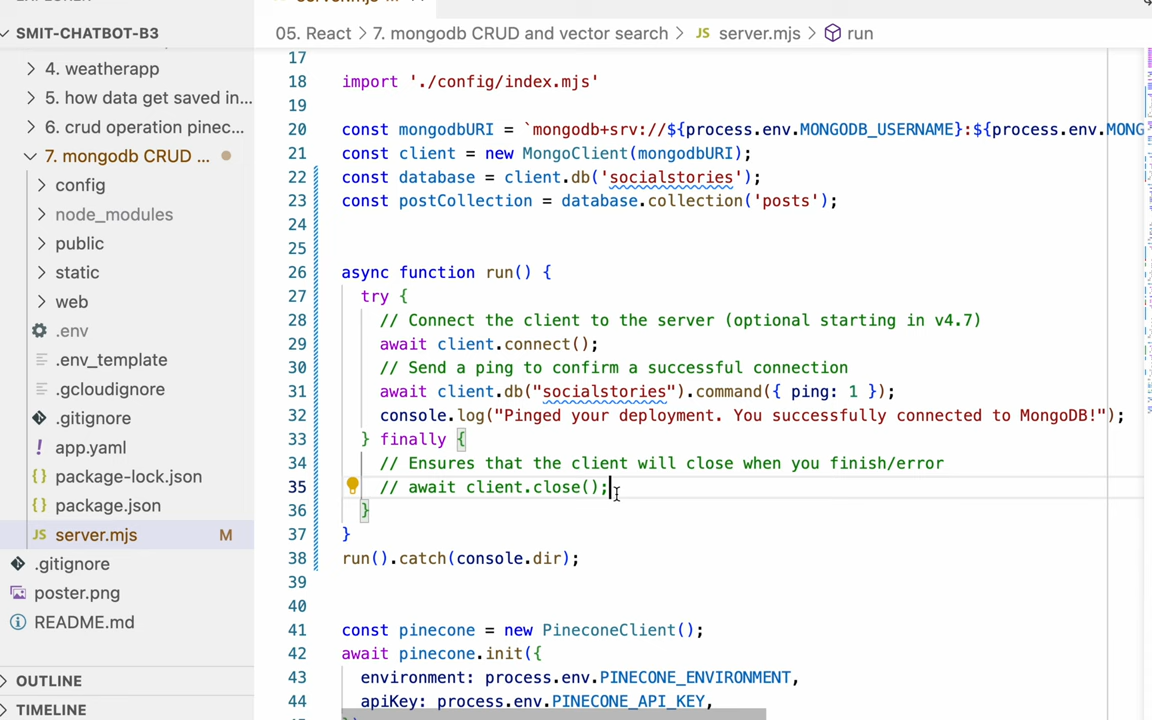 SMIT-CHATBOT-B3
4. weatherapp
5. how data get saved in...
6. crud operation pinec...
7. mongodb CRUD ...
config
node_modules
public
static
web
.env
.env_template
.gcloudignore
.gitignore
! app.yaml
{} package-lock.json
{} package.json
JS server.mjs M
.gitignore
poster.png
README.md
OUTLINE
TIMELINE
05. React > 7. mongodb CRUD and vector search > JS server.mjs > run
17
18 import './config/index.mjs'
19
20 const mongodbURI = `mongodb+srv://${process.env.MONGODB_USERNAME}:${process.env.MONG
21 const client = new MongoClient(mongodbURI);
22 const database = client.db('socialstories');
23 const postCollection = database.collection('posts');
24
25
26 async function run() {
27 try {
28 // Connect the client to the server (optional starting in v4.7)
29 await client.connect();
30 // Send a ping to confirm a successful connection
31 await client.db("socialstories").command({ ping: 1 });
32 console.log("Pinged your deployment. You successfully connected to MongoDB!");
33 } finally {
34 // Ensures that the client will close when you finish/error
35 // await client.close();
36 }
37 }
38 run().catch(console.dir);
39
40
41 const pinecone = new PineconeClient();
42 await pinecone.init({
43 environment: process.env.PINECONE_ENVIRONMENT,
44 apiKey: process.env.PINECONE_API_KEY,